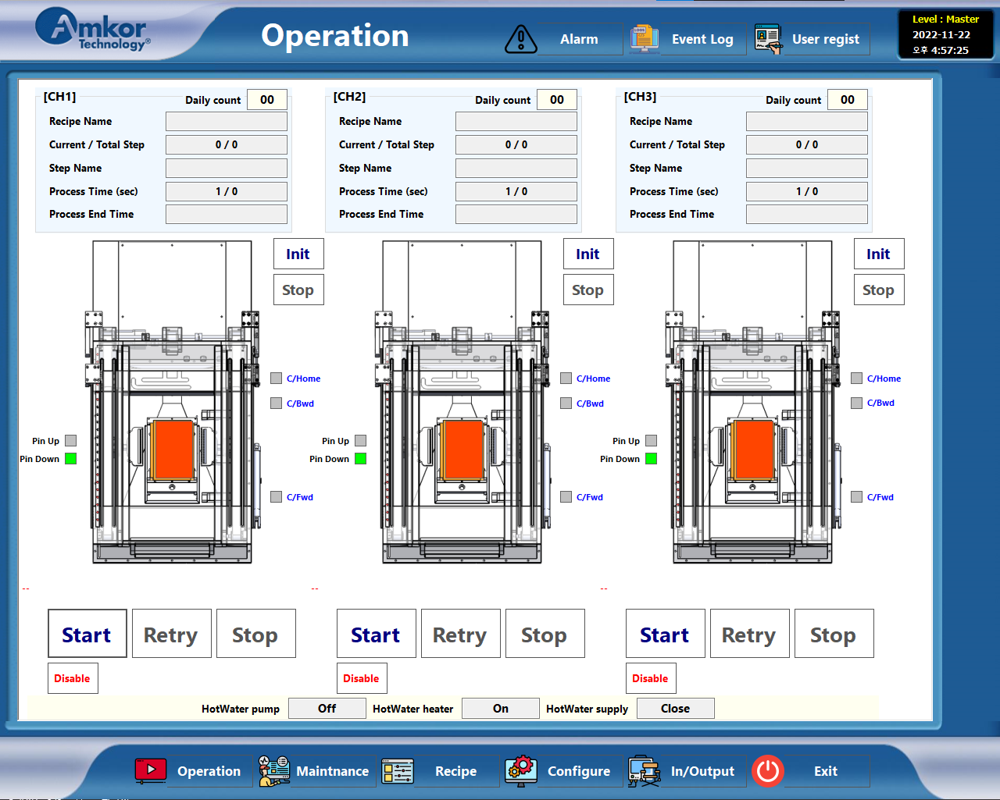 Amkor Technology®
Operation
Alarm
Event Log
User regist
Level : Master
2022-11-22
오후 4:57:25
[CH1]
Daily count 00
Recipe Name
Current / Total Step 0 / 0
Step Name
Process Time (sec) 1 / 0
Process End Time
[CH2]
Daily count 00
Recipe Name
Current / Total Step 0 / 0
Step Name
Process Time (sec) 1 / 0
Process End Time
[CH3]
Daily count 00
Recipe Name
Current / Total Step 0 / 0
Step Name
Process Time (sec) 1 / 0
Process End Time
Init
Stop
C/Home
C/Bwd
Pin Up
Pin Down
C/Fwd
Init
Stop
C/Home
C/Bwd
Pin Up
Pin Down
C/Fwd
Init
Stop
C/Home
C/Bwd
Pin Up
Pin Down
C/Fwd
-- -- --
Start Retry Stop
Disable
Start Retry Stop
Disable
Start Retry Stop
Disable
HotWater pump Off HotWater heater On HotWater supply Close
Operation Maintnance Recipe Configure In/Output Exit